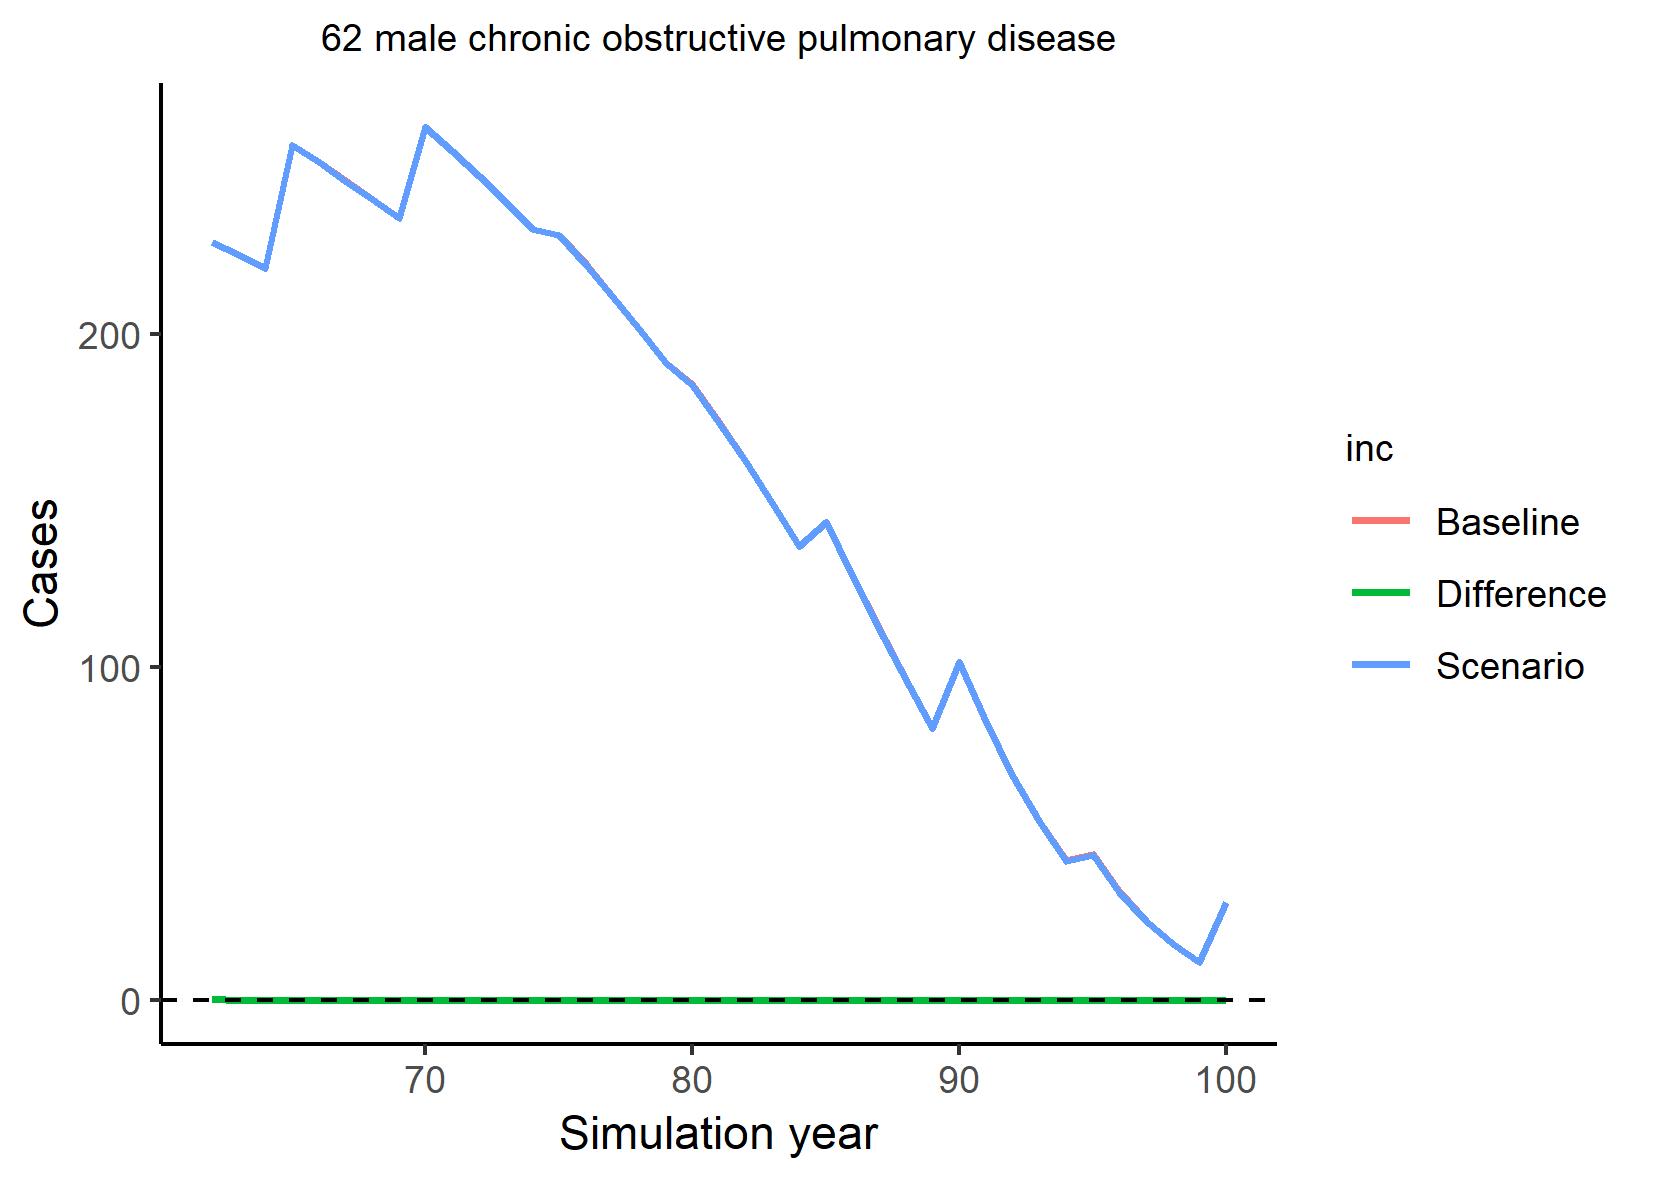 62 male chronic obstructive pulmonary disease
Cases
200
100
0
70 80 90 100
Simulation year
inc
Baseline
Difference
Scenario